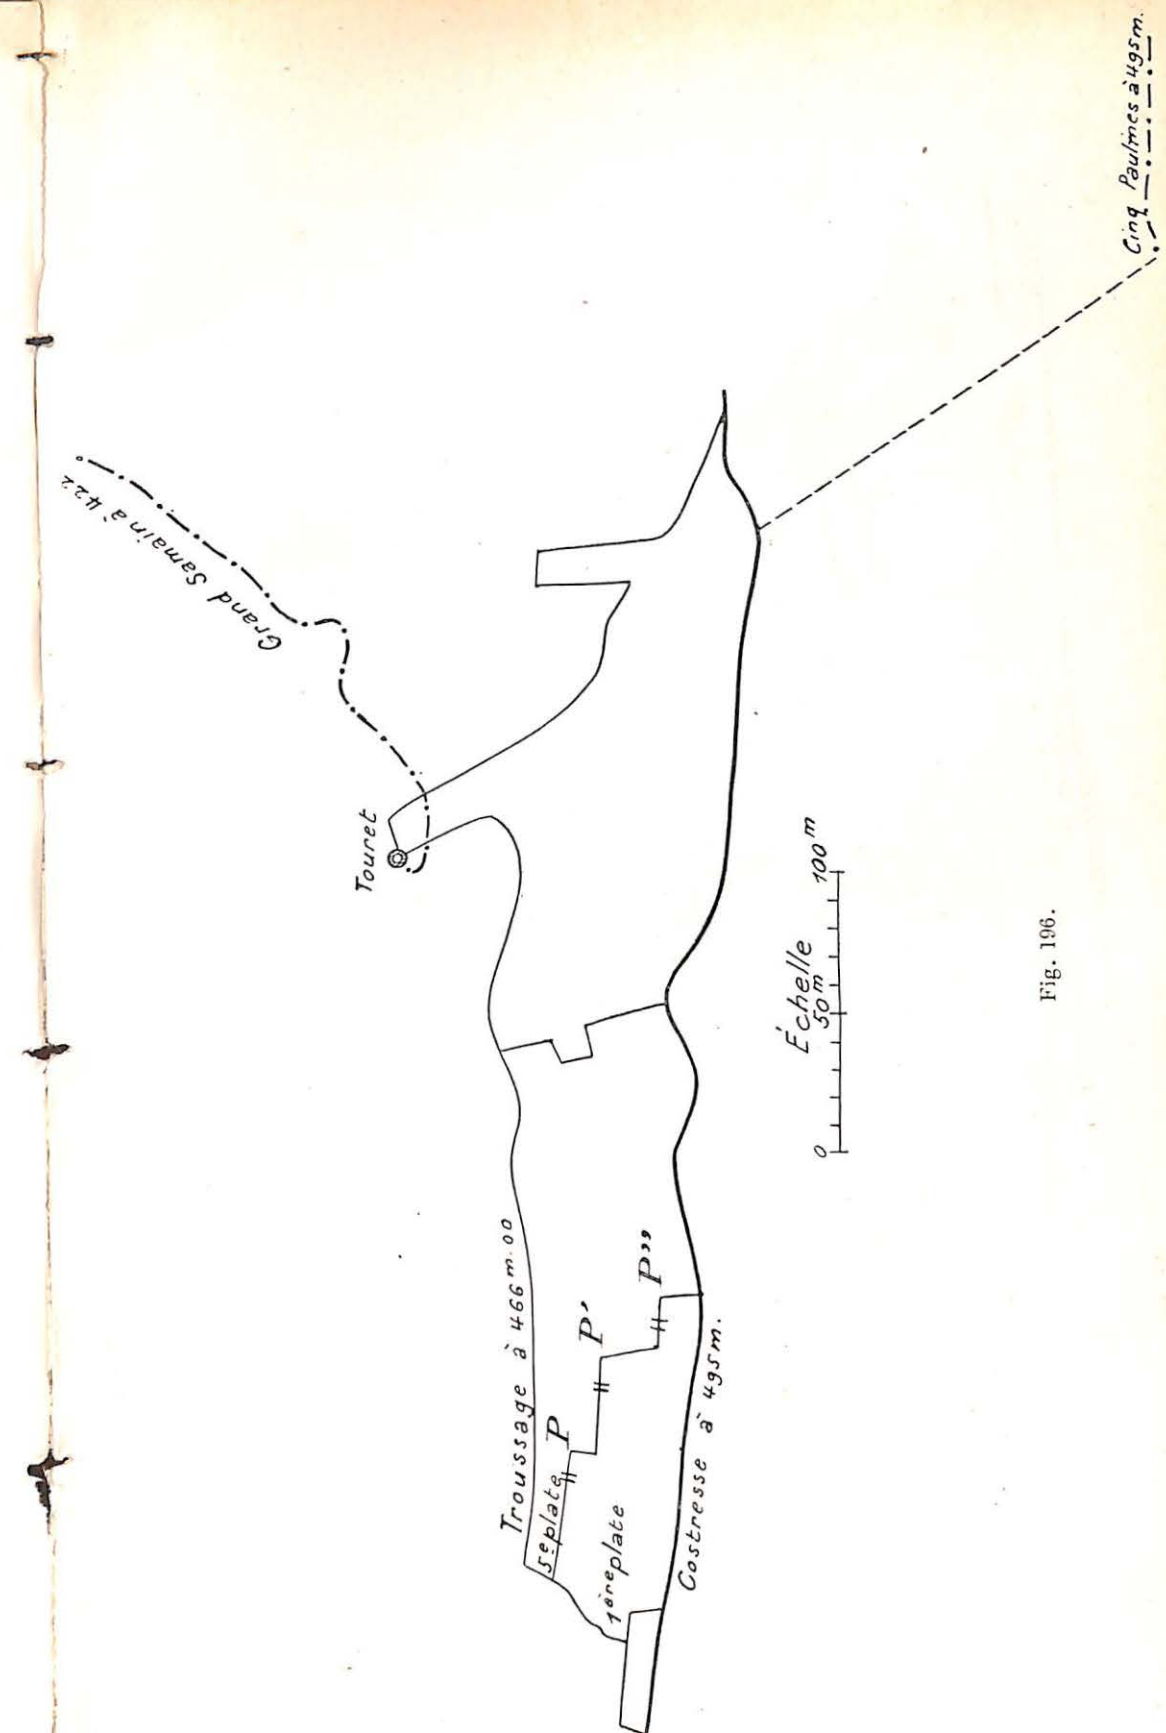 Cinq Paulmes à 495m.
Grand Samain à 422
Touret
Troussage à 466m.00
5e plate
P
P'
P"
1ère plate
Costresse à 495m.
Échelle
0 50m 100m
Fig. 196.